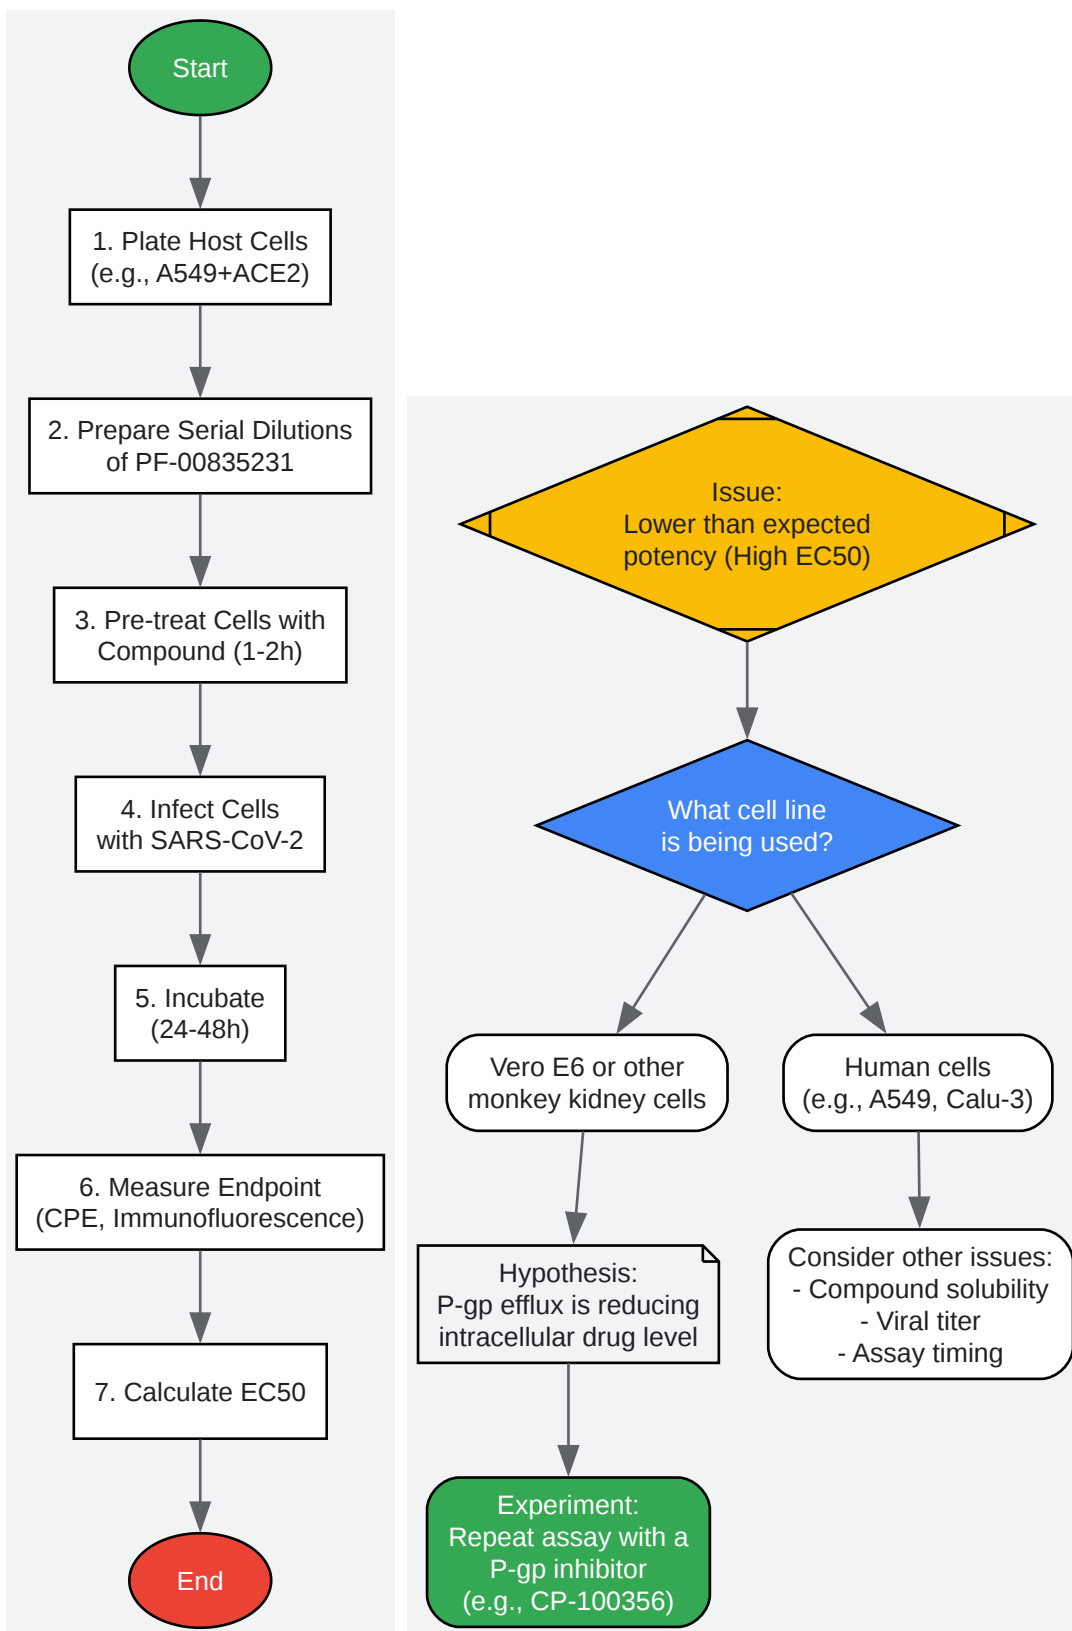 Start
1. Plate Host Cells
(e.g., A549+ACE2)
2. Prepare Serial Dilutions
of PF-00835231
3. Pre-treat Cells with
Compound (1-2h)
4. Infect Cells
with SARS-CoV-2
5. Incubate
(24-48h)
6. Measure Endpoint
(CPE, Immunofluorescence)
7. Calculate EC50
End
Issue:
Lower than expected
potency (High EC50)
What cell line
is being used?
Vero E6 or other
monkey kidney cells
Human cells
(e.g., A549, Calu-3)
Hypothesis:
P-gp efflux is reducing
intracellular drug level
Consider other issues:
- Compound solubility
- Viral titer
- Assay timing
Experiment:
Repeat assay with a
P-gp inhibitor
(e.g., CP-100356)